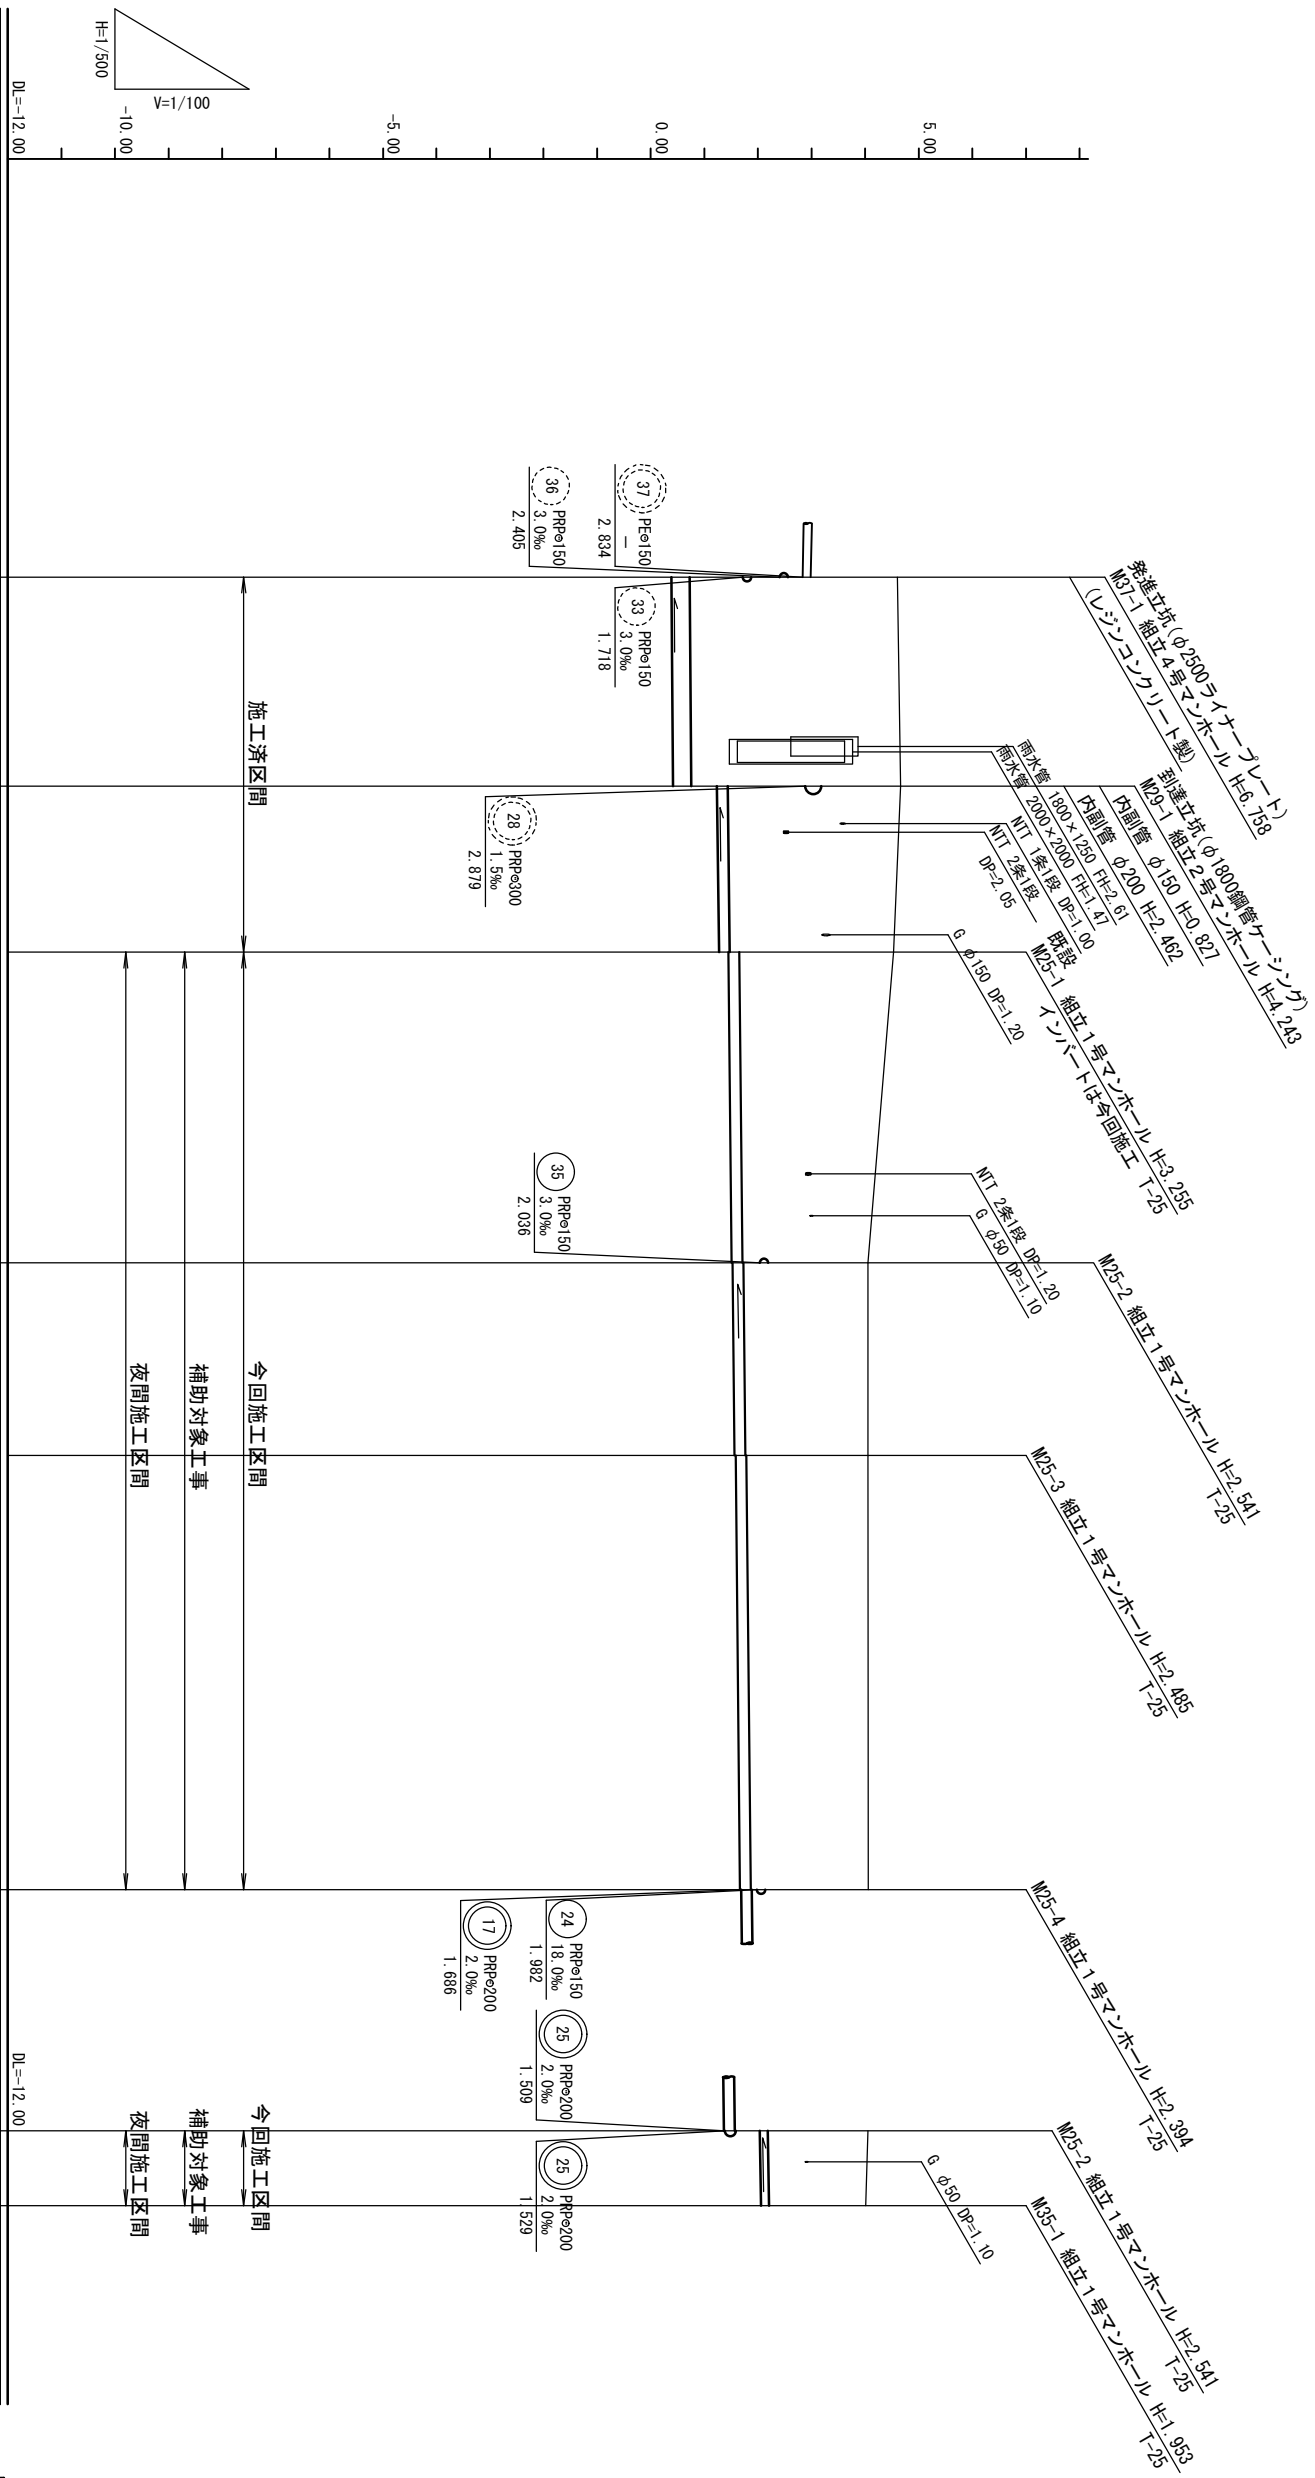 H=1/500
V=1/100
5.00
0.00
-5.00
-10.00
DL=-12.00
発進立坑(φ2500ライナープレート)
M37-1 組立4号マンホール H=6.758
(レジンコンクリート製)
到達立坑(φ1800鋼管ケーシング)
M29-1 組立2号マンホール H=4.243
内副管 φ150 H=0.827
内副管 φ200 H=2.462
雨水管 1800×1250 FH=2.61
雨水管 2000×2000 FH=1.47
NTT 1条1段 DP=1.00
NTT 2条1段
DP=2.05
G φ150 DP=1.20
既設
M25-1 組立1号マンホール H=3.255
インバートは今回施工 T-25
NTT 2条1段 DP=1.20
G φ50 DP=1.10
M25-2 組立1号マンホール H=2.541
T-25
M25-3 組立1号マンホール H=2.485
T-25
M25-4 組立1号マンホール H=2.394
T-25
M25-2 組立1号マンホール H=2.541
T-25
G φ50 DP=1.10
M35-1 組立1号マンホール H=1.953
T-25
37 PEφ150
－
2.834
36 PRPφ150
3.0‰
2.405
33 PRPφ150
3.0‰
1.718
28 PRPφ300
1.5‰
2.879
35 PRPφ150
3.0‰
2.036
24 PRPφ150
18.0‰
1.982
17 PRPφ200
2.0‰
1.686
25 PRPφ200
2.0‰
1.509
25 PRPφ200
2.0‰
1.529
施工済区間
今回施工区間
補助対象工事
夜間施工区間
今回施工区間
補助対象工事
夜間施工区間
DL=-12.00